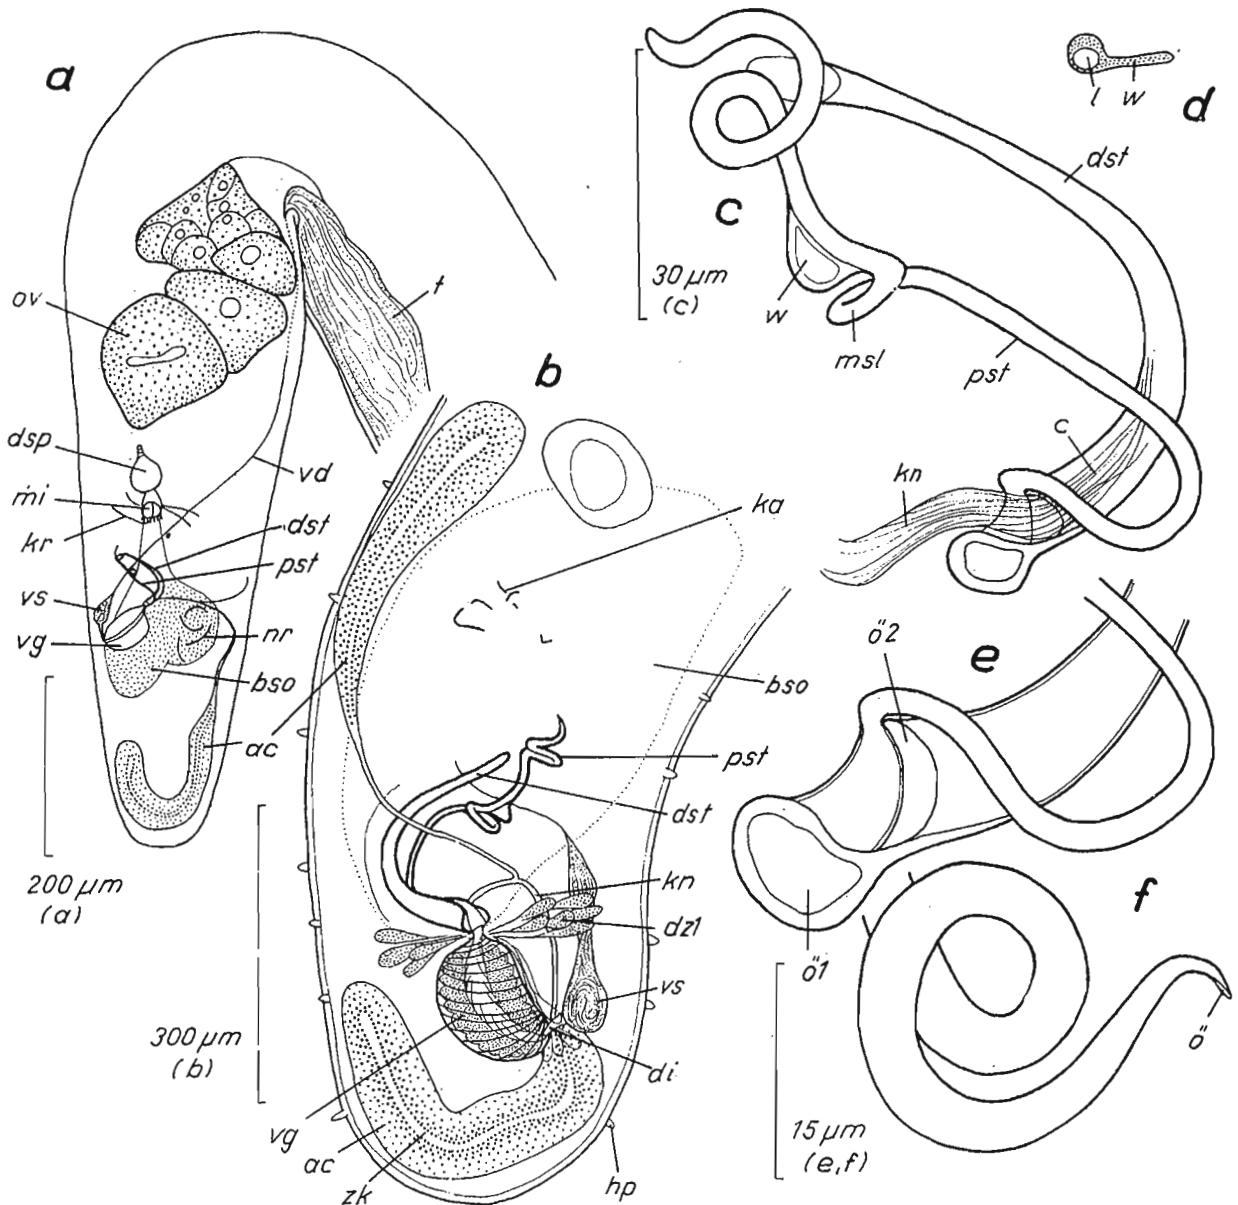 a
ov
t
dsp
mi
kr
vd
dst
pst
vs
vg
nr
bso
ac
200 µm
(a)
b
ka
bso
pst
dst
kn
dzl
vs
di
300 µm
(b)
vg
ac
zk
hp
c
30 µm
(c)
w
msl
dst
pst
c
kn
d
l
w
e
ö2
ö1
f
ö
15 µm
(e,f)